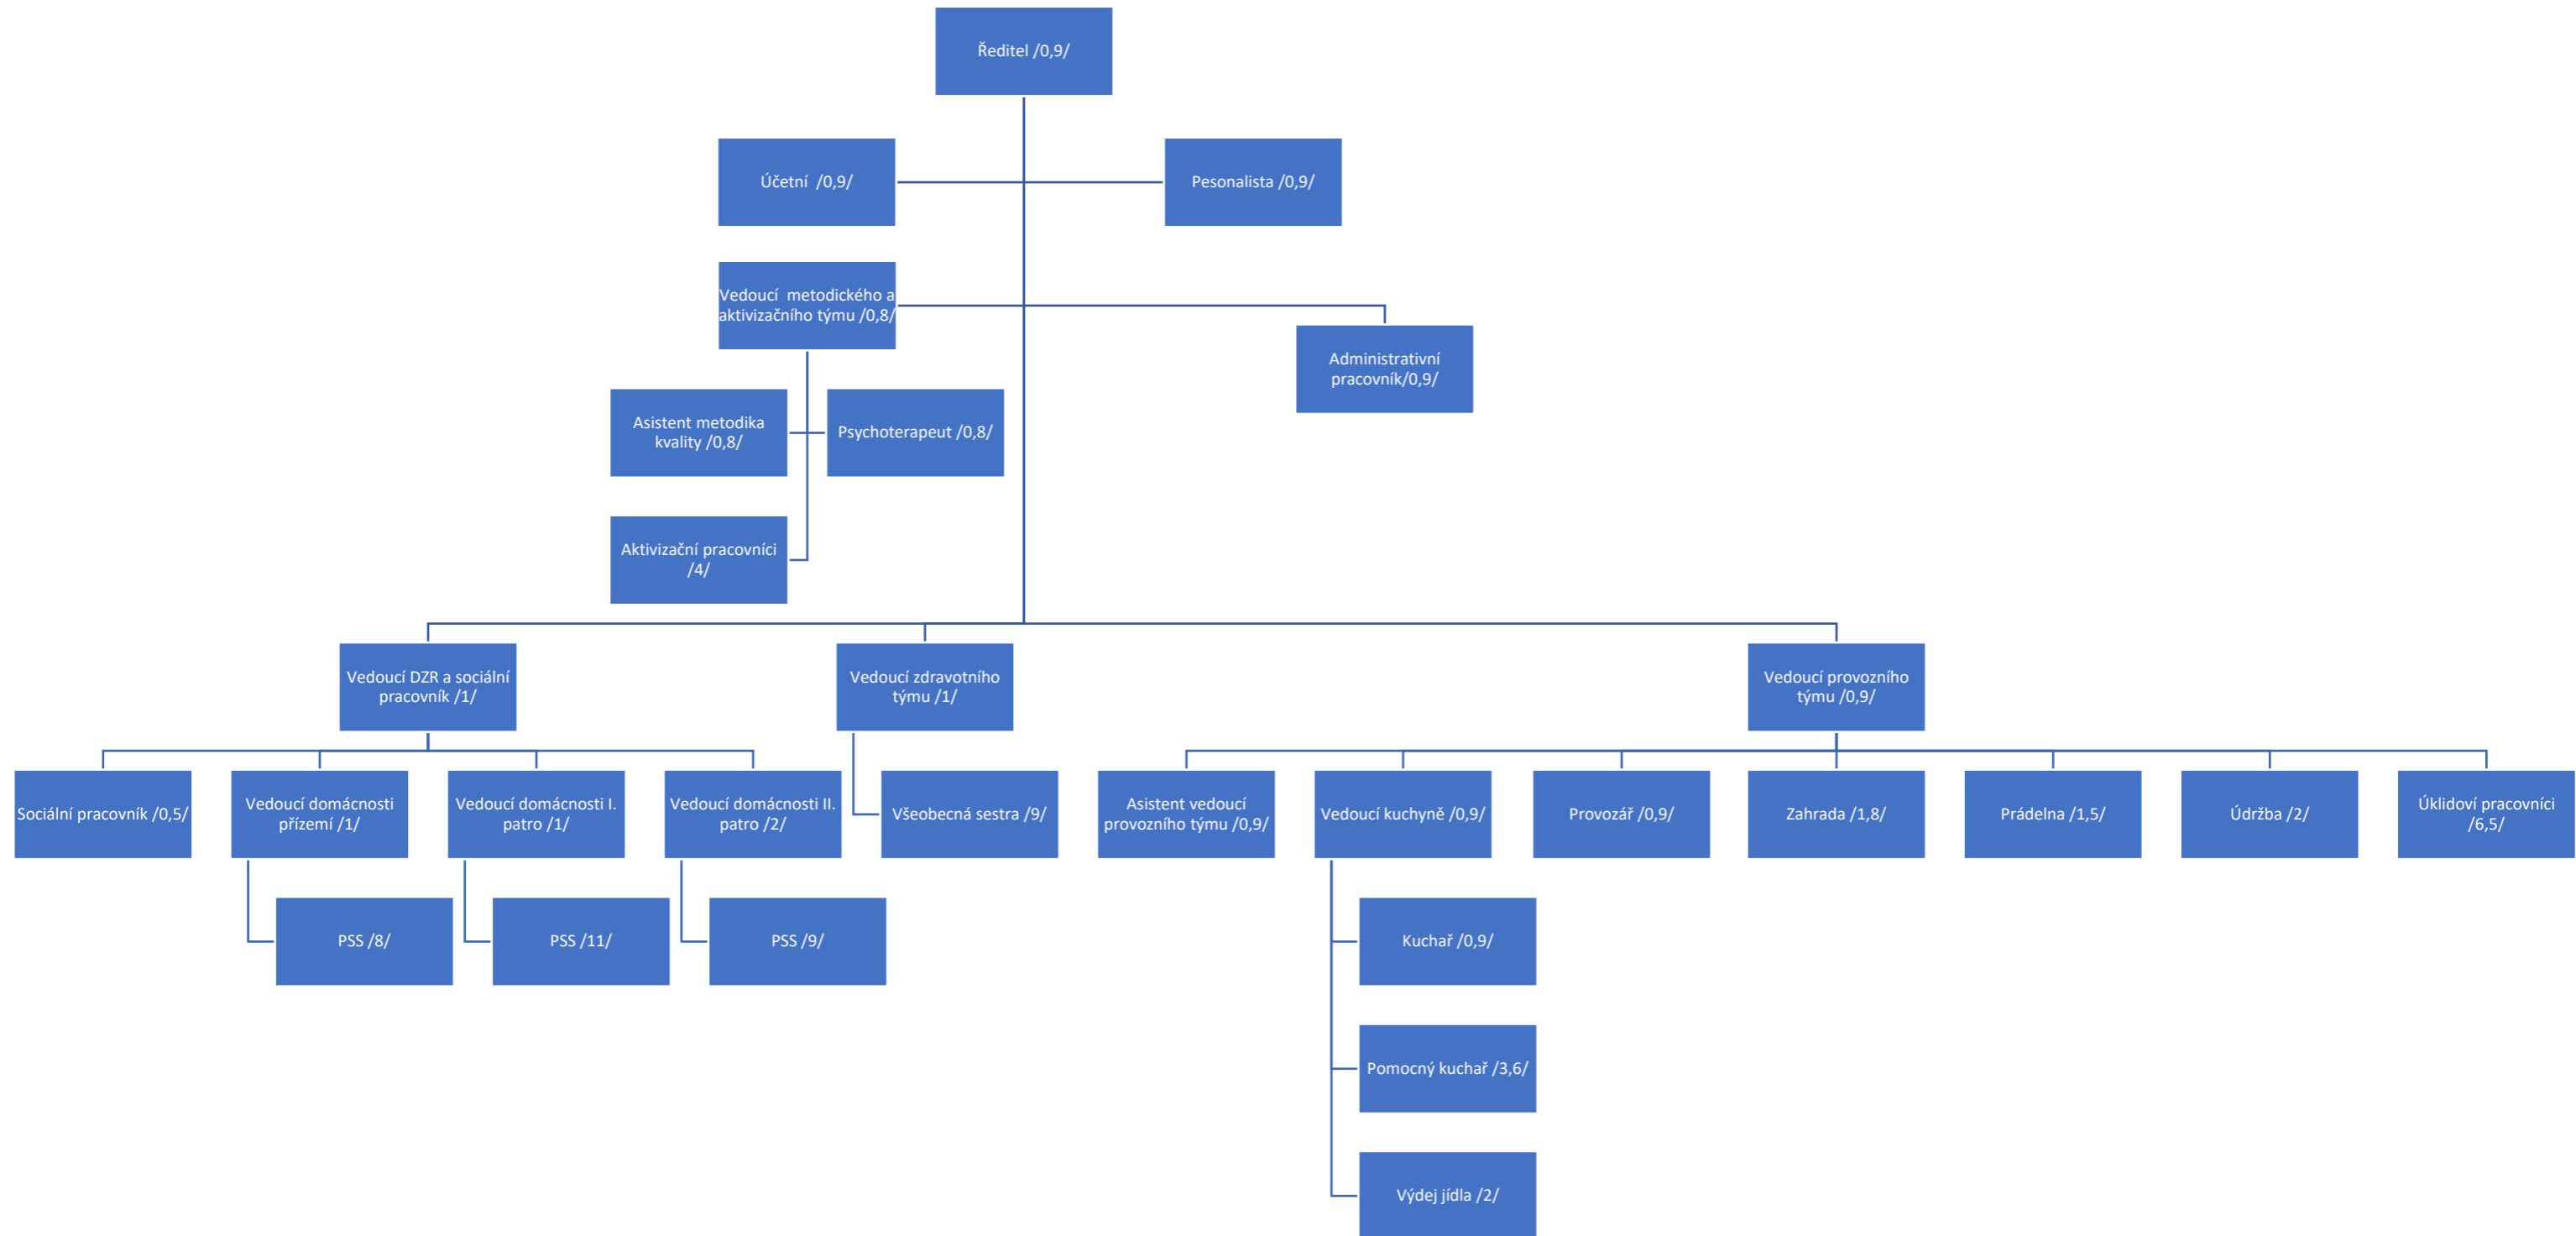 Ředitel /0,9/
Účetní  /0,9/
Pesonalista /0,9/
Vedoucí  metodického a
aktivizačního týmu /0,8/
Administrativní
pracovník/0,9/
Asistent metodika
kvality /0,8/
Psychoterapeut /0,8/
Aktivizační pracovníci
/4/
Vedoucí DZR a sociální
pracovník /1/
Vedoucí zdravotního
týmu /1/
Vedoucí provozního
týmu /0,9/
Sociální pracovník /0,5/
Vedoucí domácnosti
přízemí /1/
Vedoucí domácnosti I.
patro /1/
Vedoucí domácnosti II.
patro /2/
Všeobecná sestra /9/
Asistent vedoucí
provozního týmu /0,9/
Vedoucí kuchyně /0,9/
Provozář /0,9/
Zahrada /1,8/
Prádelna /1,5/
Údržba /2/
Úklidoví pracovníci
/6,5/
PSS /8/
PSS /11/
PSS /9/
Kuchař /0,9/
Pomocný kuchař /3,6/
Výdej jídla /2/